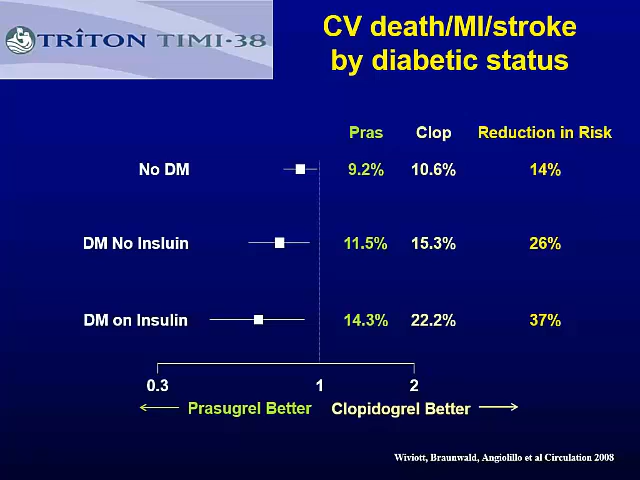 TRITON TIMI-38
CV death/MI/stroke
by diabetic status
Pras Clop Reduction in Risk
No DM 9.2% 10.6% 14%
DM No Insluin 11.5% 15.3% 26%
DM on Insulin 14.3% 22.2% 37%
0.3 1 2
Prasugrel Better Clopidogrel Better
Wiviott, Braunwald, Angiolillo et al Circulation 2008